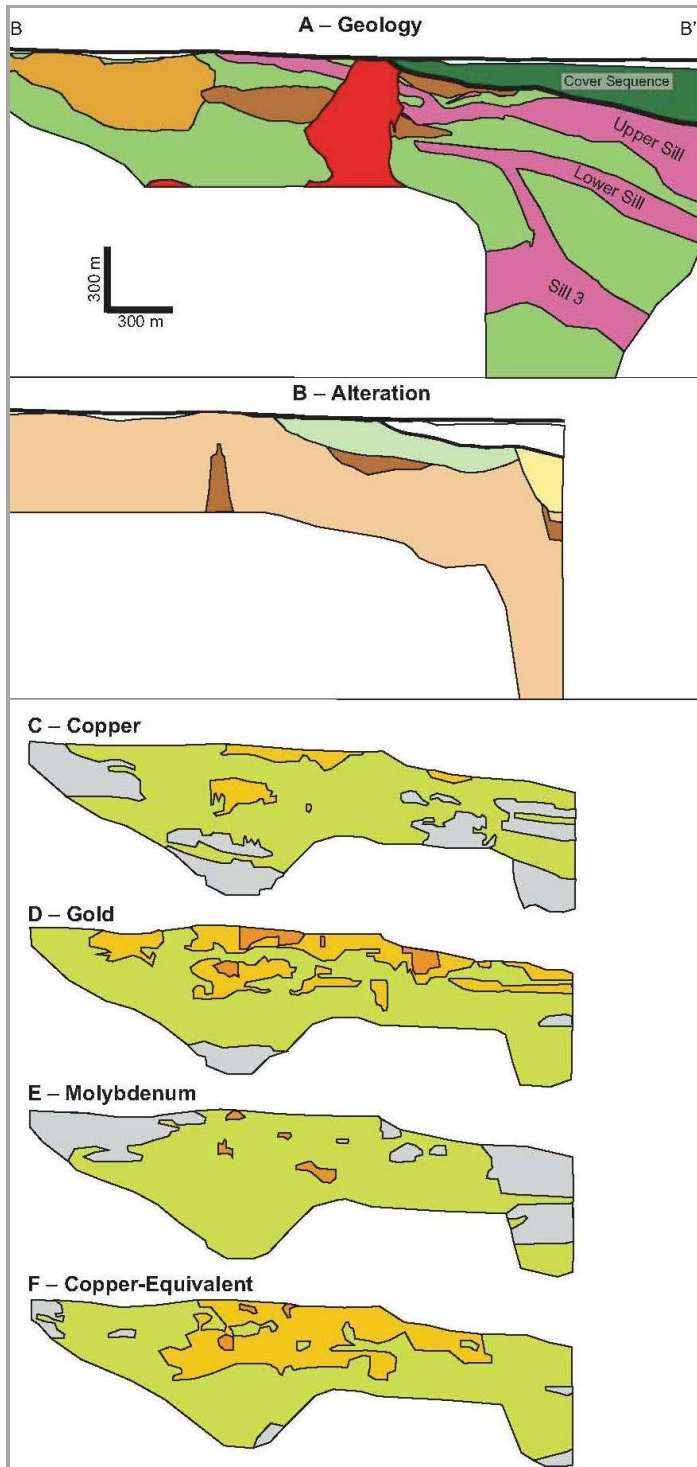 B
A – Geology
B'
Cover Sequence
Upper Sill
Lower Sill
Sill 3
300 m
300 m
B – Alteration
C – Copper
D – Gold
E – Molybdenum
F – Copper-Equivalent